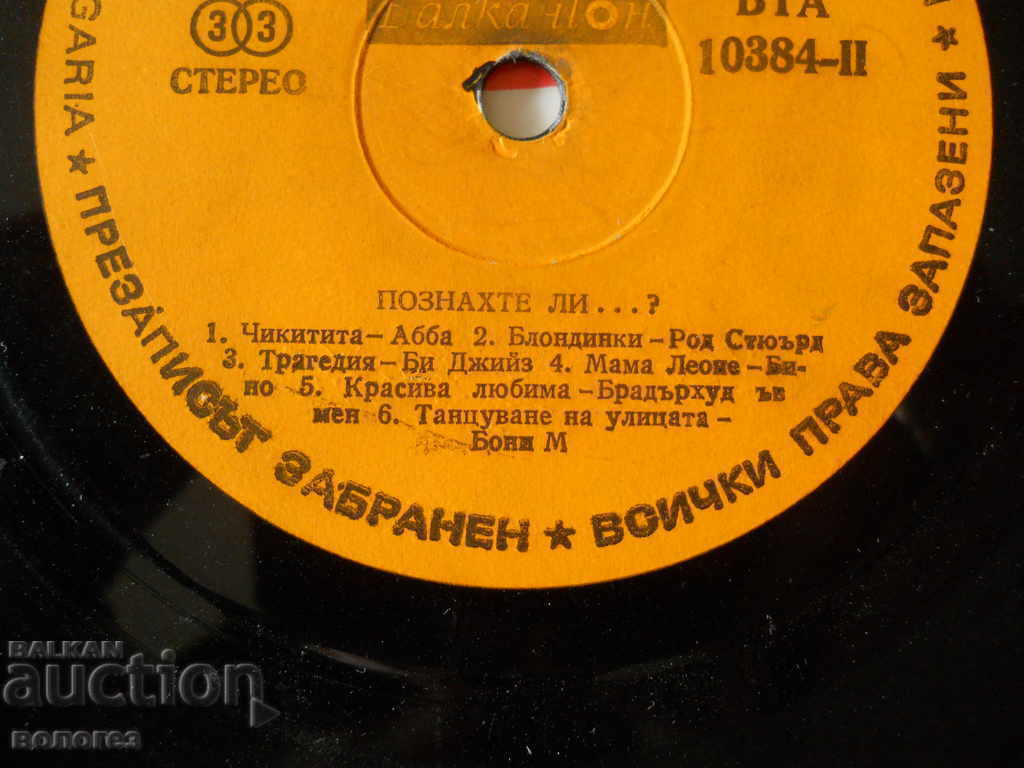 33
СТЕРЕО
Балкантон
ВТА
10384-II
ПОЗНАХТЕ ЛИ...?
1. Чикитита – Абба 2. Блондинки – Род Стюърд
3. Трагедия – Би Джийз 4. Мама Леоне – Би-
но 5. Красива любима – Брадърхуд ъв
мен 6. Танцуване на улицата –
Бони М
GARIA ★ ПРЕЗАПИСЪТ ЗАБРАНЕН ★ ВСИЧКИ ПРАВА ЗАПАЗЕНИ ★
BALKAN
auction
вологез